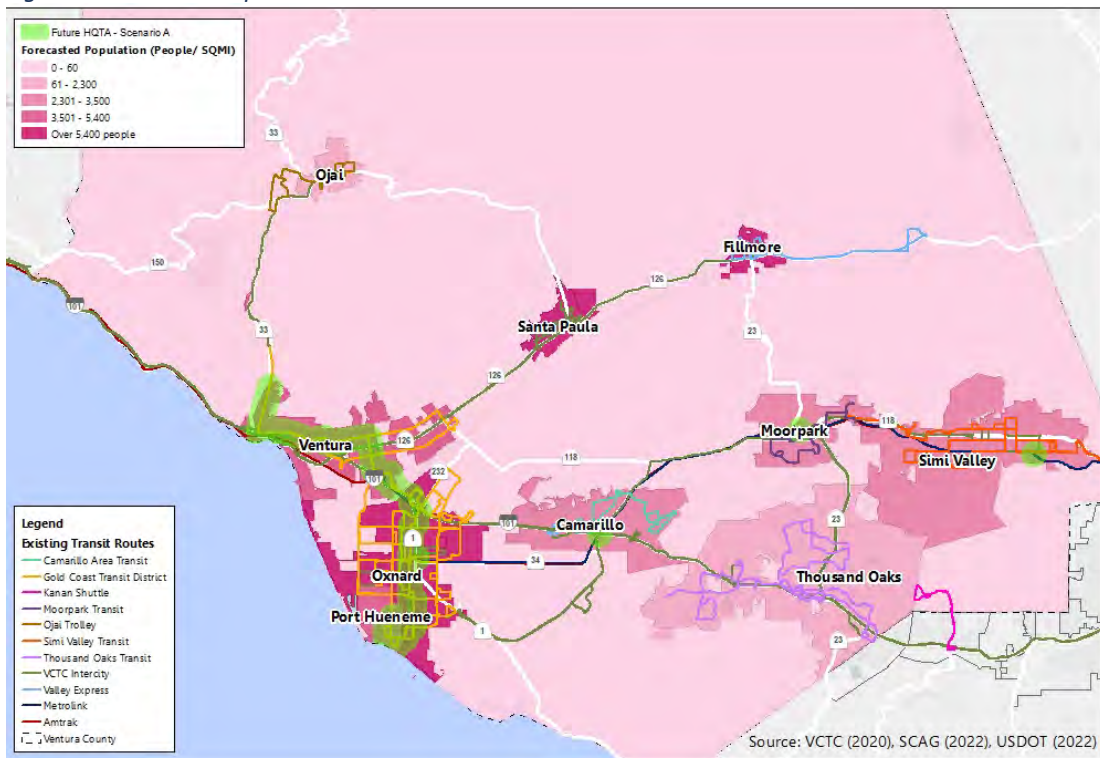 Future HQTA - Scenario A
Forecasted Population (People/ SQMI)
0 - 60
61 - 2,300
2,301 - 3,500
3,501 - 5,400
Over 5,400 people
33
Ojai
150
Fillmore
126
101
Santa Paula
33
23
126
Moorpark
118
Ventura
126
Simi Valley
118
232
101
101
Camarillo
23
1
34
Oxnard
Thousand Oaks
Port Hueneme
1
23
Legend
Existing Transit Routes
Camarillo Area Transit
Gold Coast Transit District
Kanan Shuttle
Moorpark Transit
Ojai Trolley
Simi Valley Transit
Thousand Oaks Transit
VCTC Intercity
Valley Express
Metrolink
Amtrak
Ventura County
Source: VCTC (2020), SCAG (2022), USDOT (2022)